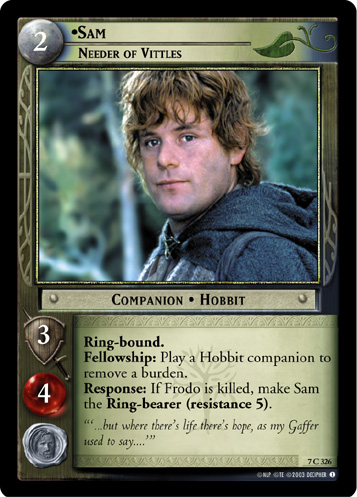 2
•Sam
Needer of Vittles
Companion • Hobbit
3
4
Ring-bound.
Fellowship: Play a Hobbit companion to
remove a burden.
Response: If Frodo is killed, make Sam
the Ring-bearer (resistance 5).
“‘...but where there's life there's hope, as my Gaffer
used to say....’”
7 C 326
©NLP ®TE ©2003 DECIPHER